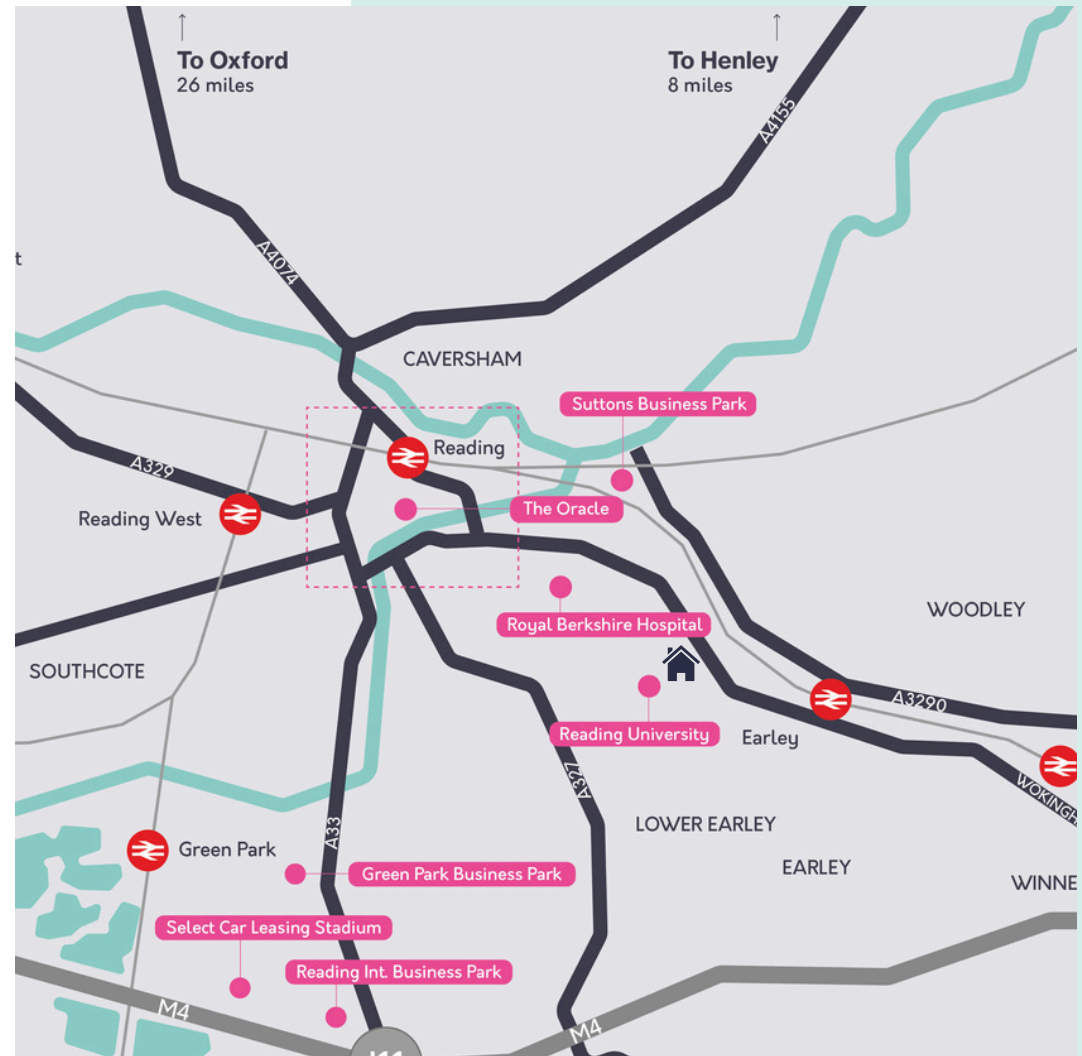 To Oxford
26 miles
To Henley
8 miles
A4155
t
A4074
CAVERSHAM
Suttons Business Park
Reading
A329
Reading West
The Oracle
WOODLEY
Royal Berkshire Hospital
SOUTHCOTE
A3290
Reading University
Earley
A327
WOKINGH
LOWER EARLEY
A33
Green Park
EARLEY
Green Park Business Park
WINNE
Select Car Leasing Stadium
Reading Int. Business Park
M4
M4